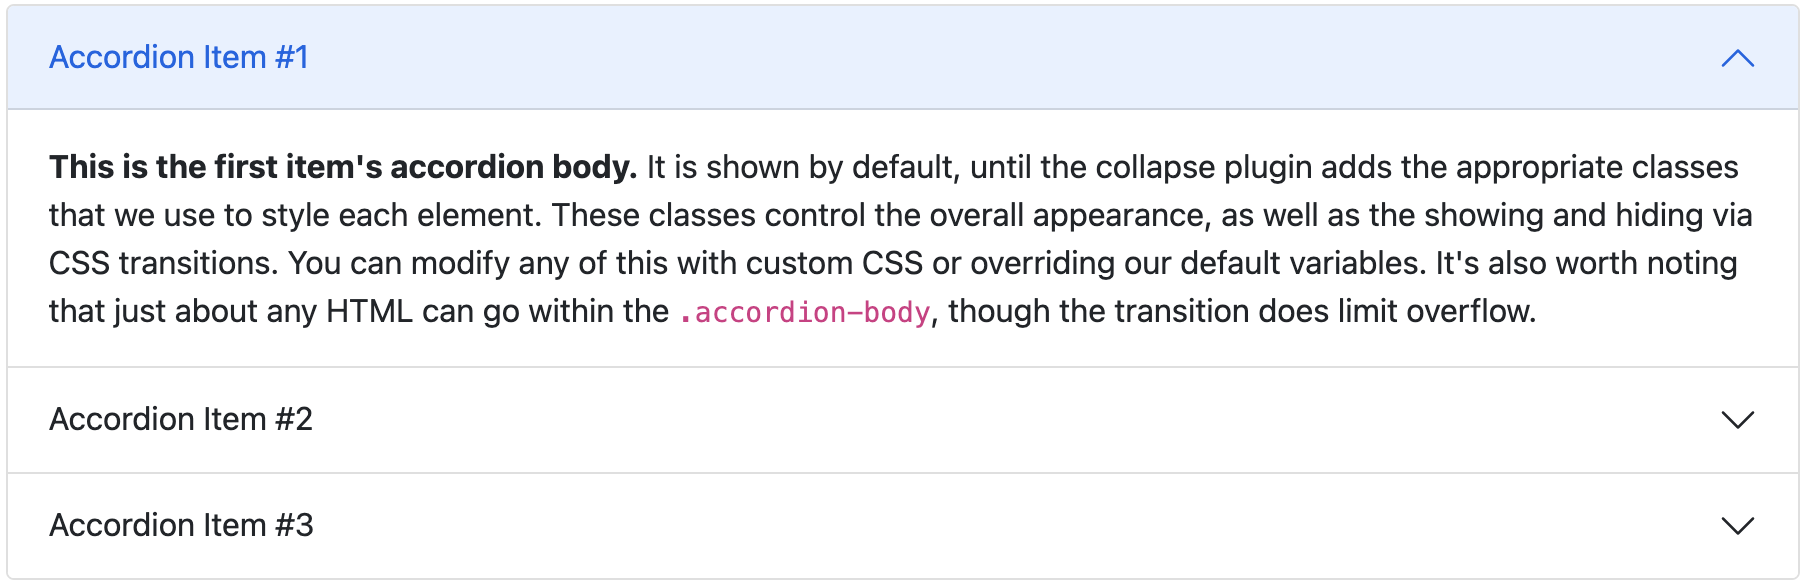 Accordion Item #1
This is the first item's accordion body. It is shown by default, until the collapse plugin adds the appropriate classes
that we use to style each element. These classes control the overall appearance, as well as the showing and hiding via
CSS transitions. You can modify any of this with custom CSS or overriding our default variables. It's also worth noting
that just about any HTML can go within the .accordion-body, though the transition does limit overflow.
Accordion Item #2
Accordion Item #3